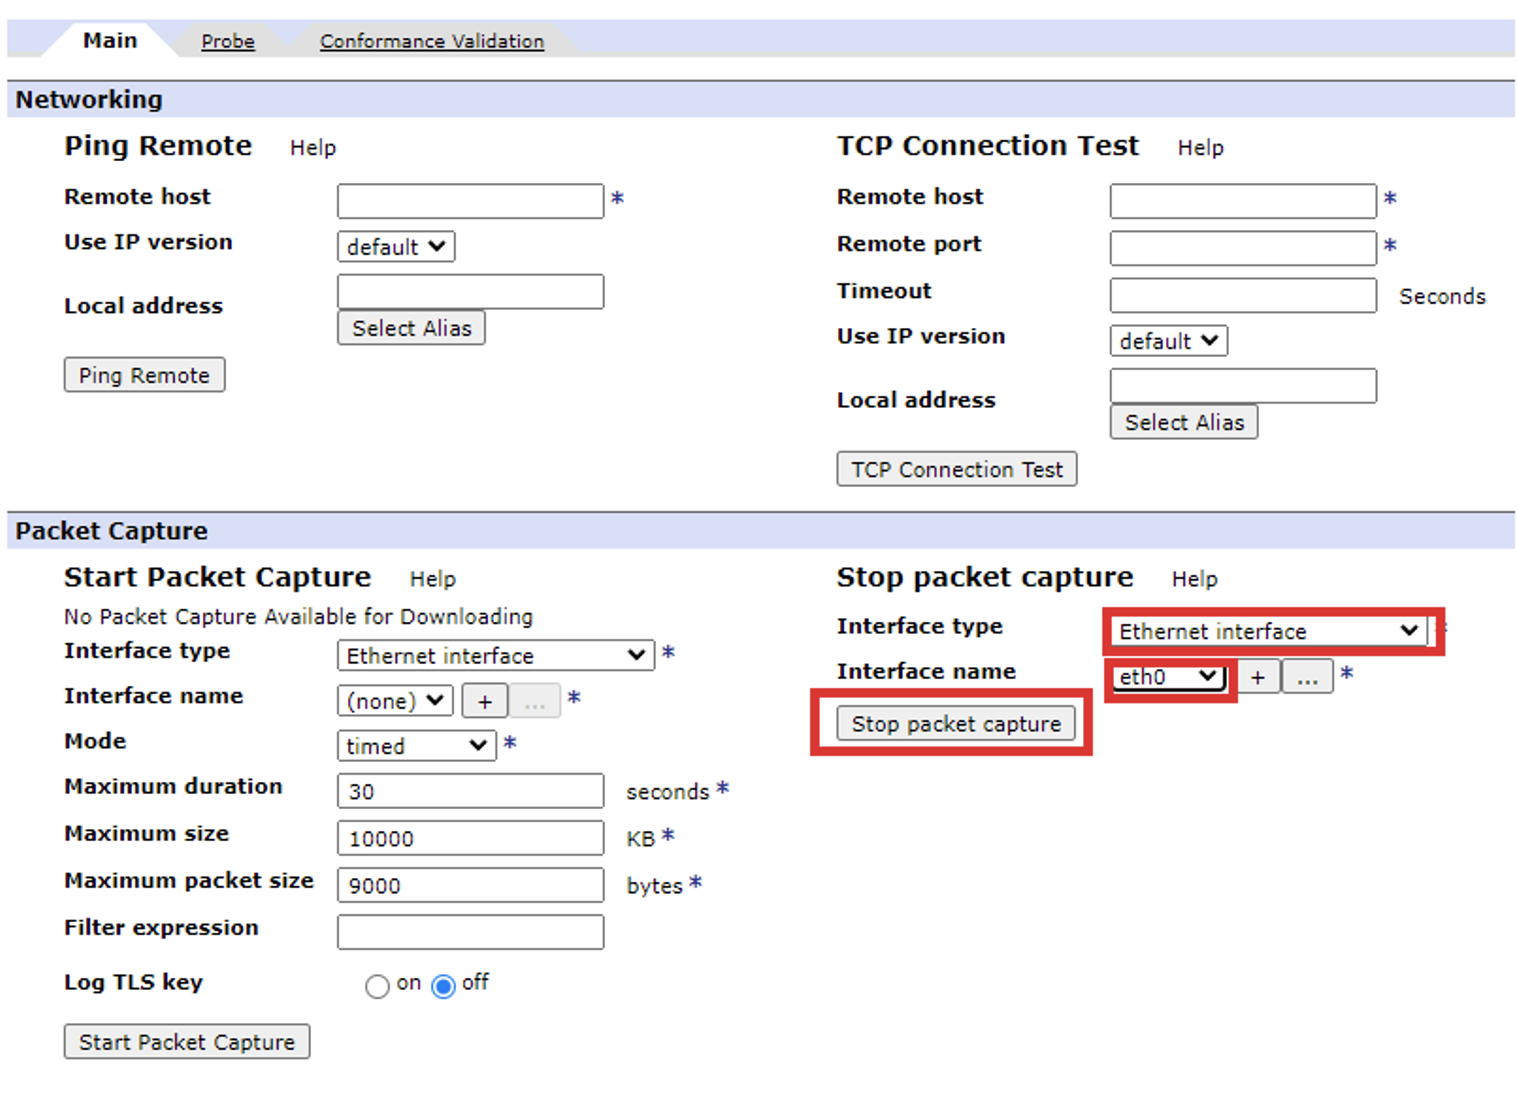 Main Probe Conformance Validation
Networking
Ping Remote Help
Remote host *
Use IP version default
Local address
Select Alias
Ping Remote
TCP Connection Test Help
Remote host *
Remote port *
Timeout Seconds
Use IP version default
Local address
Select Alias
TCP Connection Test
Packet Capture
Start Packet Capture Help
No Packet Capture Available for Downloading
Interface type Ethernet interface *
Interface name (none) + ... *
Mode timed *
Maximum duration 30 seconds *
Maximum size 10000 KB *
Maximum packet size 9000 bytes *
Filter expression
Log TLS key on off
Start Packet Capture
Stop packet capture Help
Interface type Ethernet interface *
Interface name eth0 + ... *
Stop packet capture